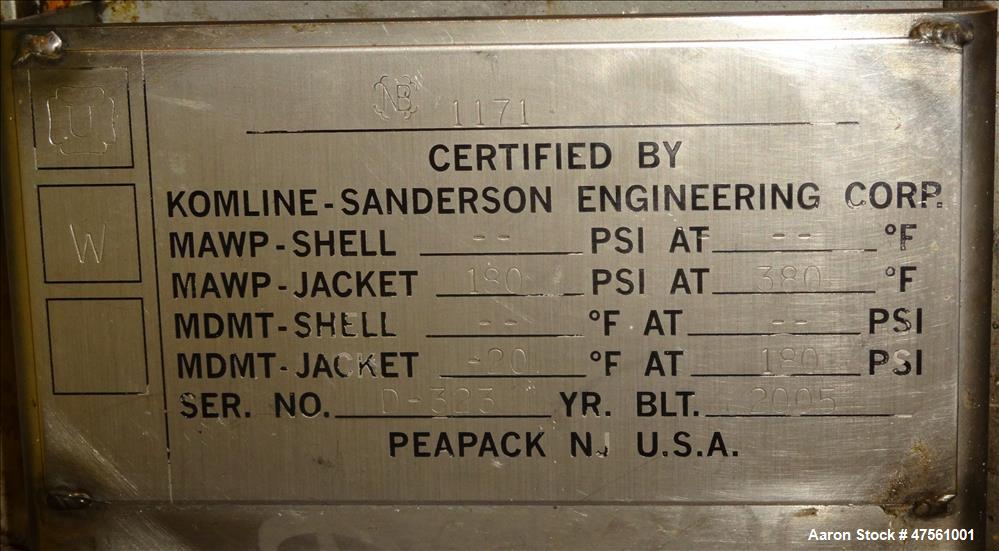 U
W
NB 1171
CERTIFIED BY
KOMLINE-SANDERSON ENGINEERING CORP.
MAWP-SHELL -- PSI AT -- °F
MAWP-JACKET 180 PSI AT 380 °F
MDMT-SHELL -- °F AT -- PSI
MDMT-JACKET -20 °F AT 180 PSI
SER. NO. D-323 YR. BLT. 2005
PEAPACK NJ U.S.A.
Aaron Stock # 47561001